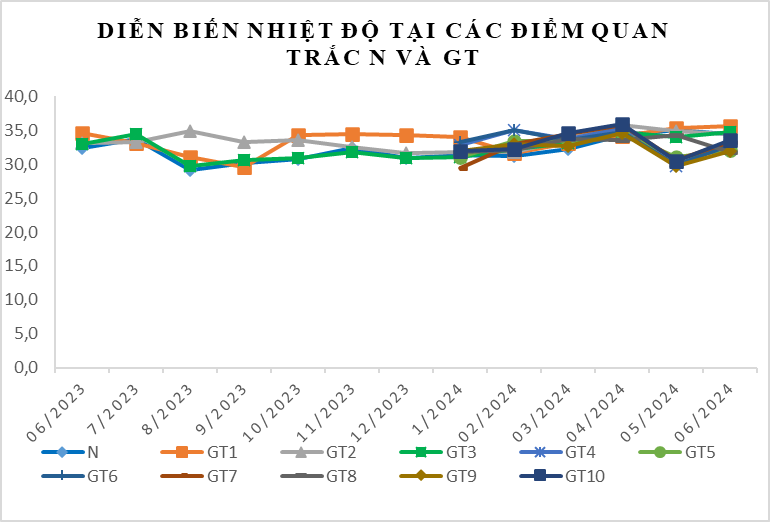 DIỄN BIẾN NHIỆT ĐỘ TẠI CÁC ĐIỂM QUAN
TRẮC N VÀ GT
40,0
35,0
30,0
25,0
20,0
15,0
10,0
5,0
0,0
06/2023 7/2023 8/2023 9/2023 10/2023 11/2023 12/2023 1/2024 02/2024 03/2024 04/2024 05/2024 06/2024
N GT1 GT2 GT3 GT4 GT5
GT6 GT7 GT8 GT9 GT10